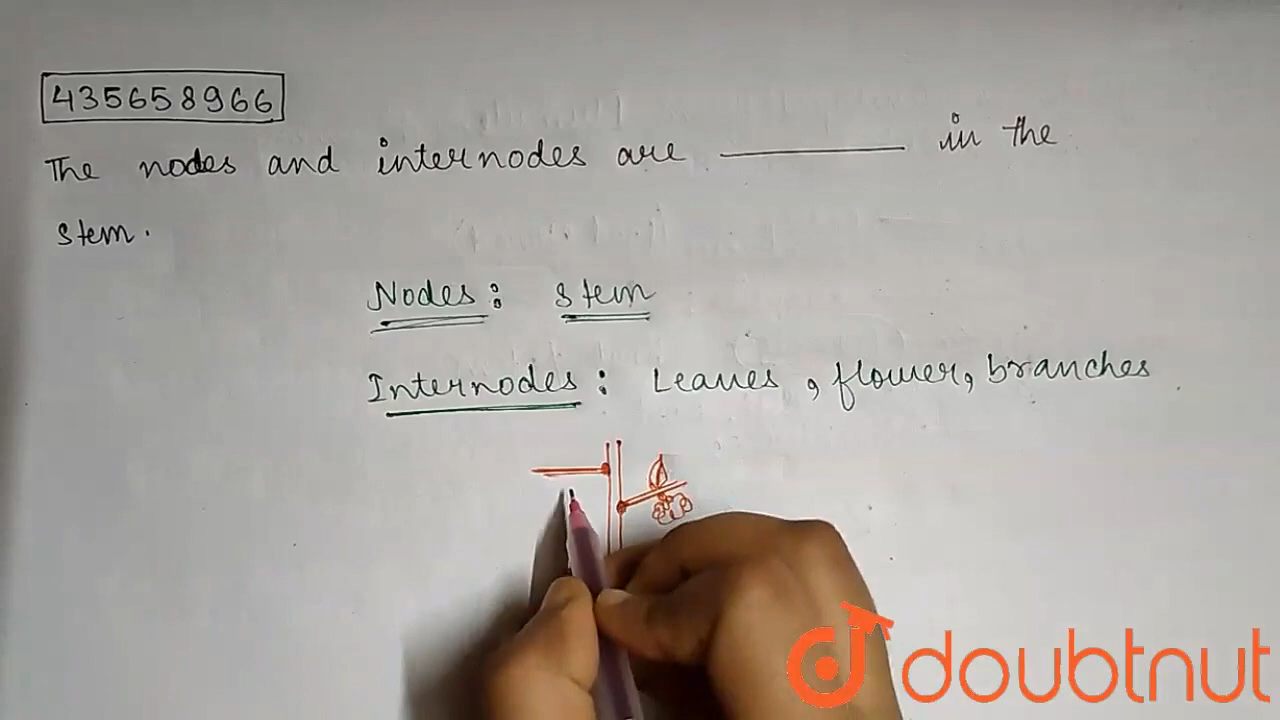 435658966
The nodes and internodes are ________ in the
stem.
Nodes: stem
Internodes: Leaves, flower, branches
doubtnut